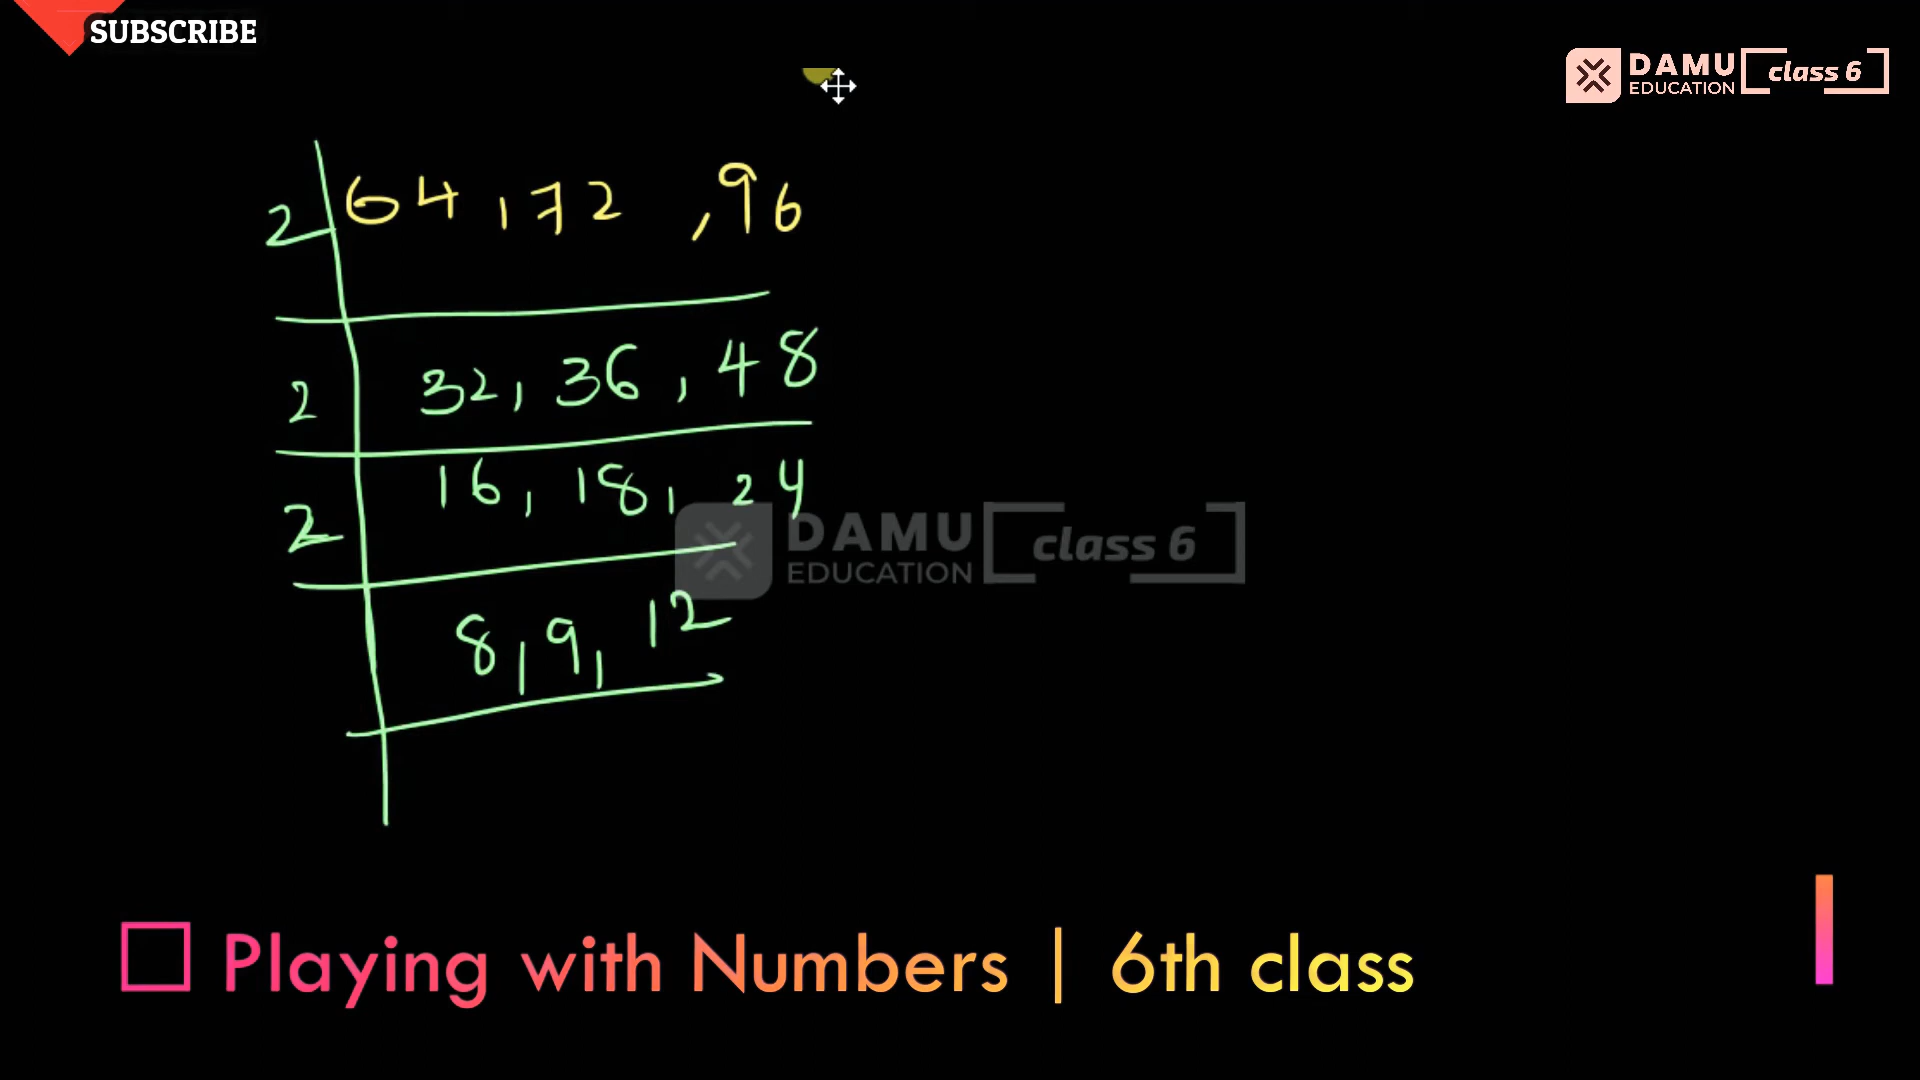 SUBSCRIBE
DAMU EDUCATION class 6
2 64, 72, 96
2 32, 36, 48
2 16, 18, 24
DAMU EDUCATION class 6
8, 9, 12
Playing with Numbers | 6th class